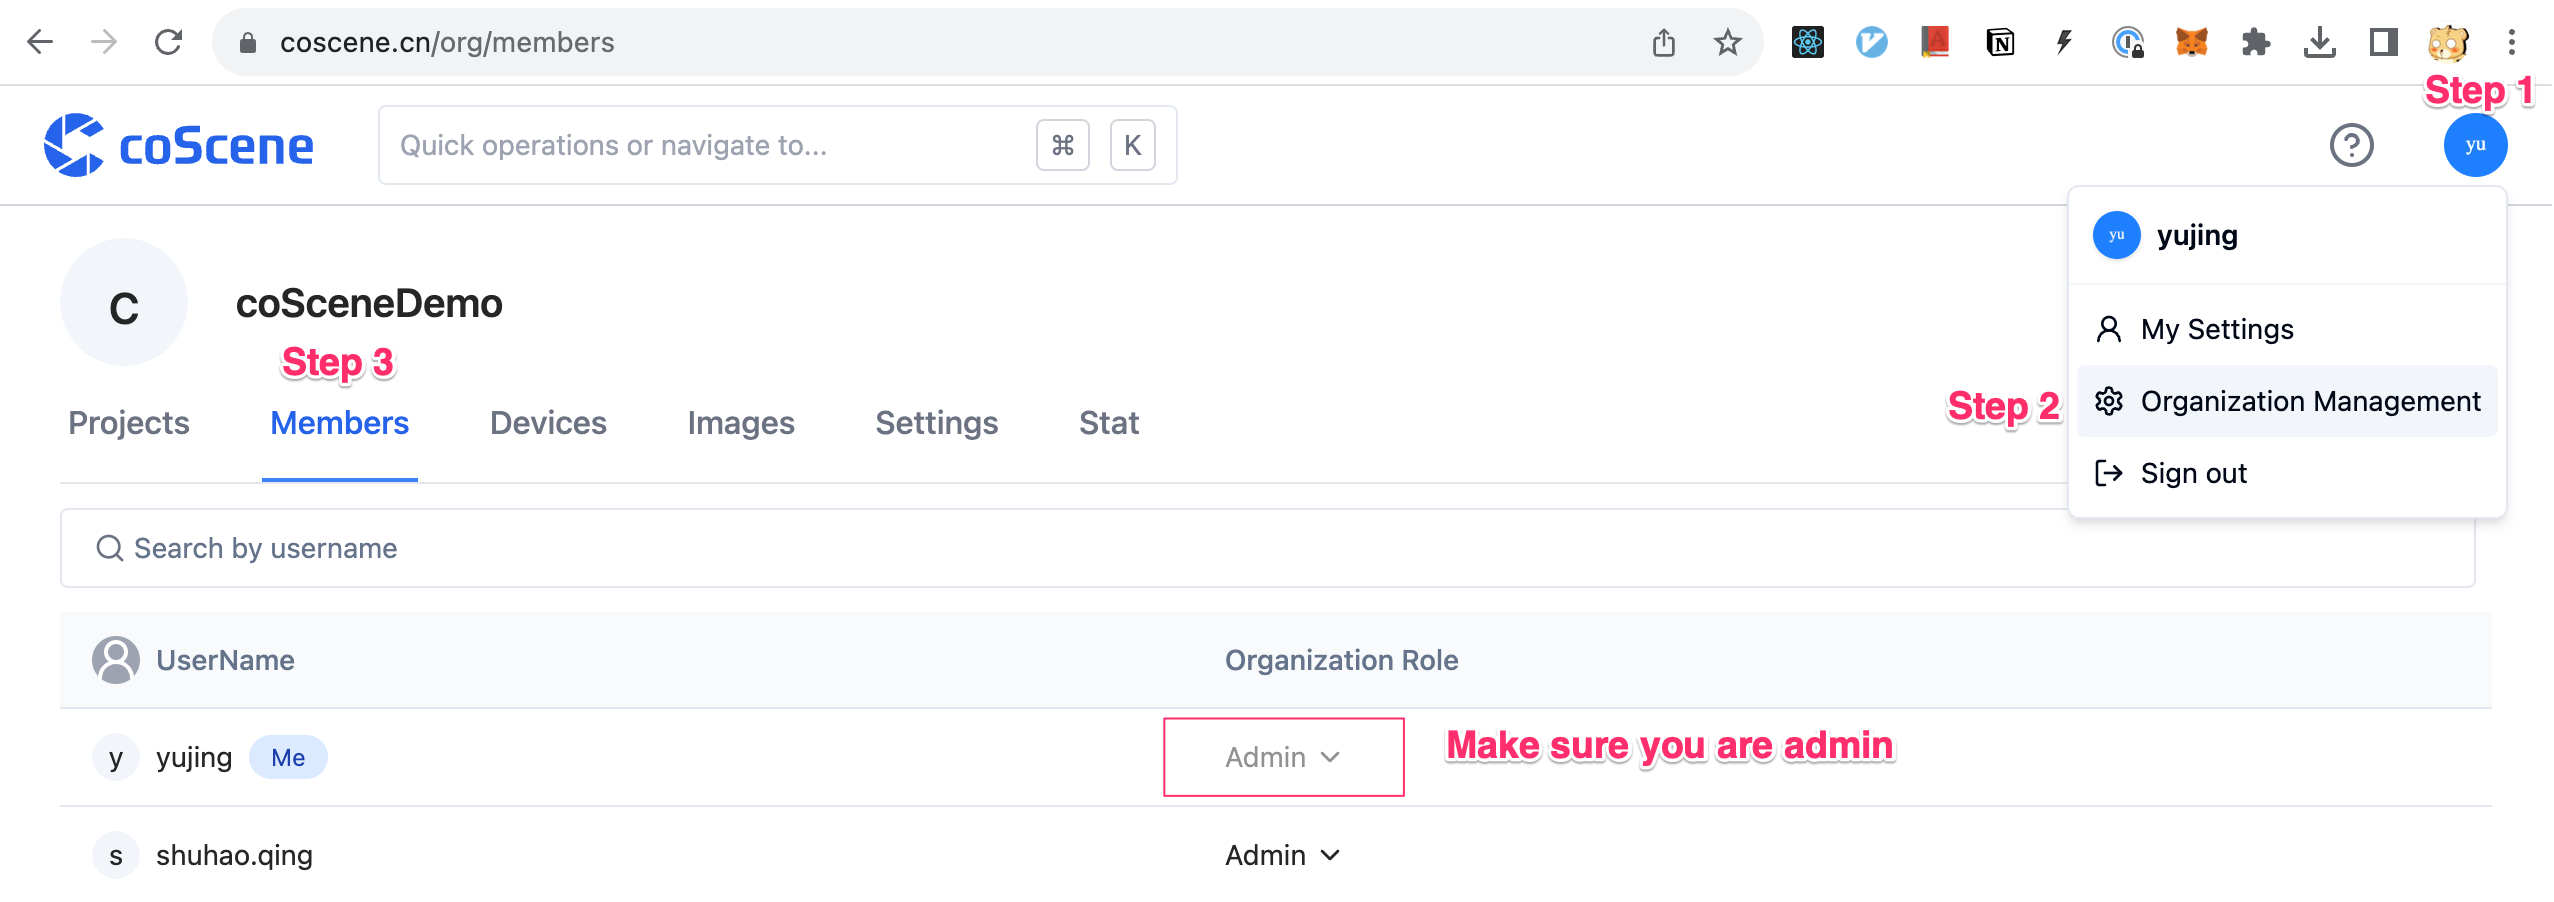 coscene.cn/org/members
Step 1
coScene
Quick operations or navigate to...
⌘ K
yu
yu yujing
C
coSceneDemo
My Settings
Step 3
Step 2
Organization Management
Projects Members Devices Images Settings Stat
Sign out
Search by username
UserName Organization Role
y yujing Me Admin Make sure you are admin
s shuhao.qing Admin